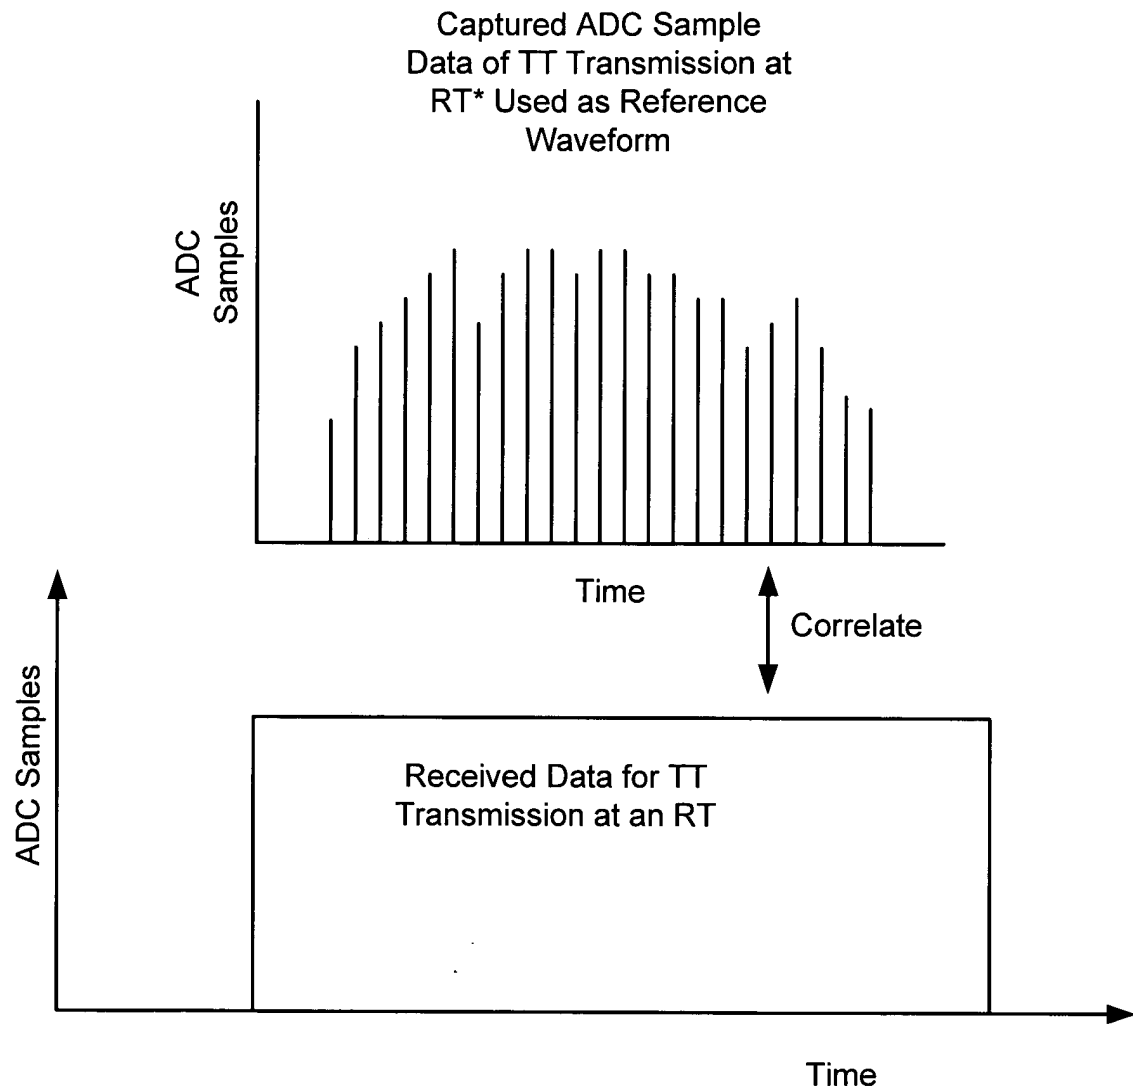 Captured ADC Sample
Data of TT Transmission at
RT* Used as Reference
Waveform
ADC
Samples
Time
Correlate
ADC Samples
Received Data for TT
Transmission at an RT
Time